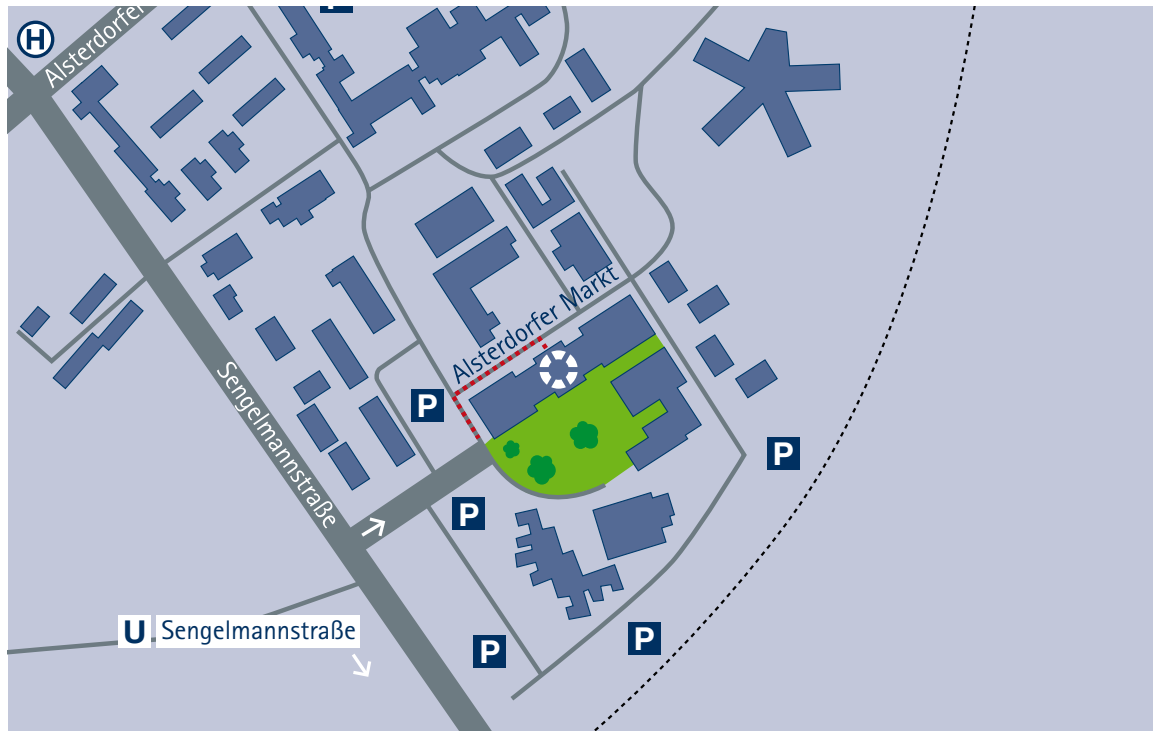 P
H
Alsterdorfer
Alsterdorfer Markt
P
Sengelmannstraße
P
P
U Sengelmannstraße
P
P